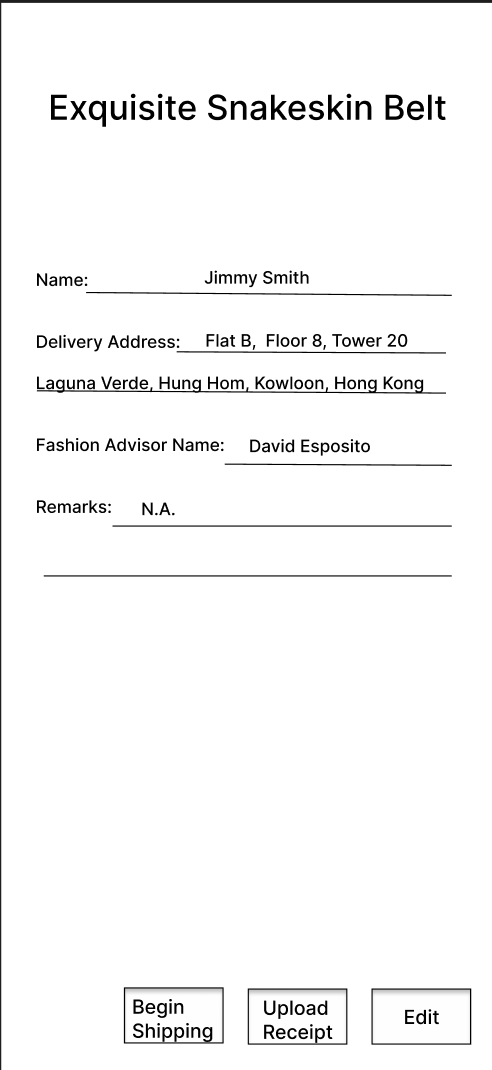 Exquisite Snakeskin Belt
Name: Jimmy Smith
Delivery Address: Flat B, Floor 8, Tower 20
Laguna Verde, Hung Hom, Kowloon, Hong Kong
Fashion Advisor Name: David Esposito
Remarks: N.A.
Begin Shipping
Upload Receipt
Edit